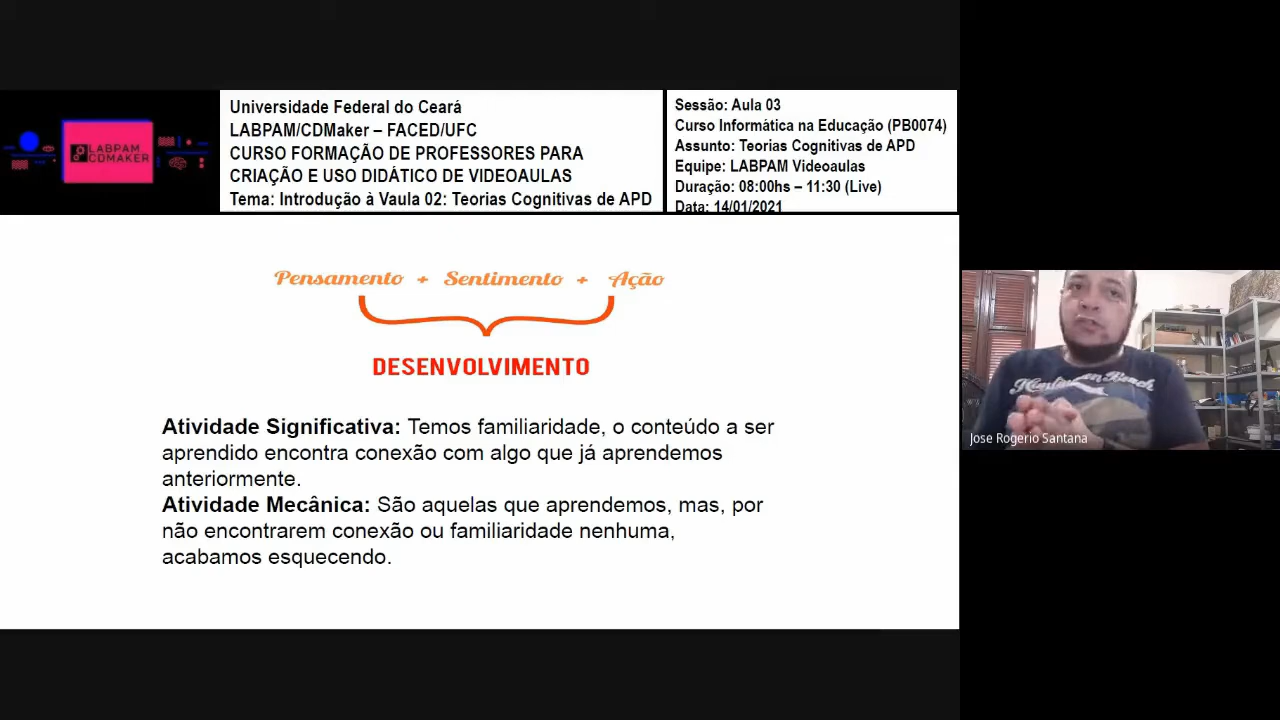 LABPAM
CDMAKER
Universidade Federal do Ceará
LABPAM/CDMaker – FACED/UFC
CURSO FORMAÇÃO DE PROFESSORES PARA
CRIAÇÃO E USO DIDÁTICO DE VIDEOAULAS
Tema: Introdução à Vaula 02: Teorias Cognitivas de APD
Sessão: Aula 03
Curso Informática na Educação (PB0074)
Assunto: Teorias Cognitivas de APD
Equipe: LABPAM Videoaulas
Duração: 08:00hs – 11:30 (Live)
Data: 14/01/2021
Pensamento + Sentimento + Ação
DESENVOLVIMENTO
Atividade Significativa: Temos familiaridade, o conteúdo a ser
aprendido encontra conexão com algo que já aprendemos
anteriormente.
Atividade Mecânica: São aquelas que aprendemos, mas, por
não encontrarem conexão ou familiaridade nenhuma,
acabamos esquecendo.
Jose Rogerio Santana